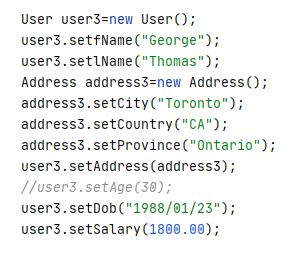 User user3=new User();
user3.setfName("George");
user3.setlName("Thomas");
Address address3=new Address();
address3.setCity("Toronto");
address3.setCountry("CA");
address3.setProvince("Ontario");
user3.setAddress(address3);
//user3.setAge(30);
user3.setDob("1988/01/23");
user3.setSalary(1800.00);